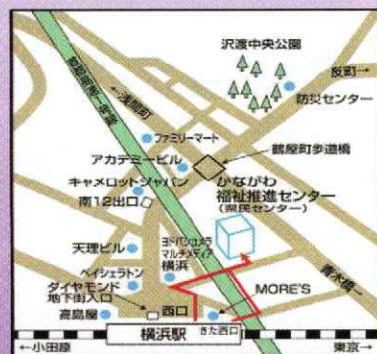 沢渡中央公園
反町→
首都高速三ツ沢線
←浅間町
防災センター
ファミリーマート
鶴屋町歩道橋
アカデミービル
かながわ
福祉推進センター
(県民センター)
キャメロットジャパン
南12出口
天理ビル
ヨドバシカメラ
マルチメディア
横浜
ベイシェラトン
ダイヤモンド
地下街入口
青木橋→
MORE'S
高島屋
西口
きた西口
横浜駅
←小田原
東京→